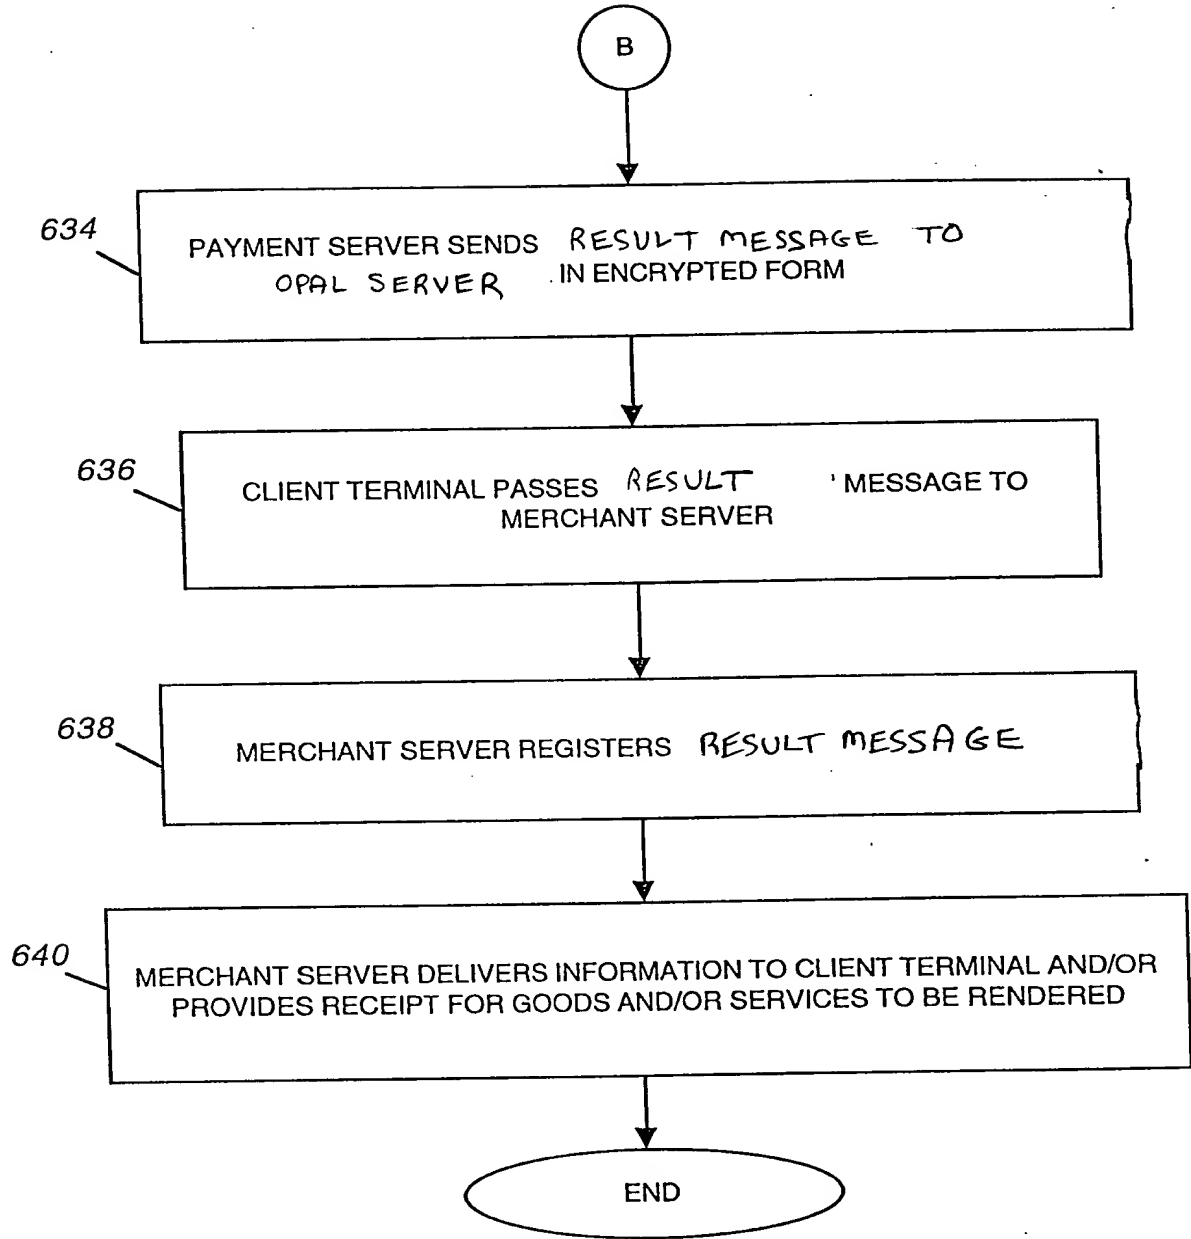 B
634
PAYMENT SERVER SENDS RESULT MESSAGE TO
OPAL SERVER IN ENCRYPTED FORM
636
CLIENT TERMINAL PASSES RESULT MESSAGE TO
MERCHANT SERVER
638
MERCHANT SERVER REGISTERS RESULT MESSAGE
640
MERCHANT SERVER DELIVERS INFORMATION TO CLIENT TERMINAL AND/OR
PROVIDES RECEIPT FOR GOODS AND/OR SERVICES TO BE RENDERED
END